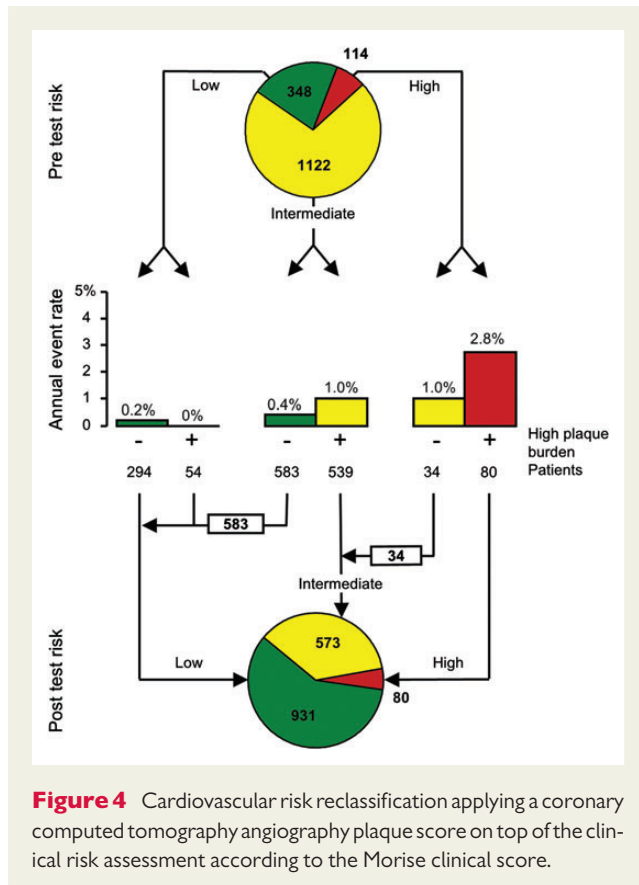 114
Low
348
High
Pre test risk
1122
Intermediate
Annual event rate
5%
4
3
2
1
0
0.2%
0%
0.4%
1.0%
1.0%
2.8%
- + - + - +
High plaque
burden
294 54 583 539 34 80
Patients
583
34
Intermediate
Post test risk
573
Low
High
80
931
Figure 4 Cardiovascular risk reclassification applying a coronary
computed tomography angiography plaque score on top of the clin-
ical risk assessment according to the Morise clinical score.